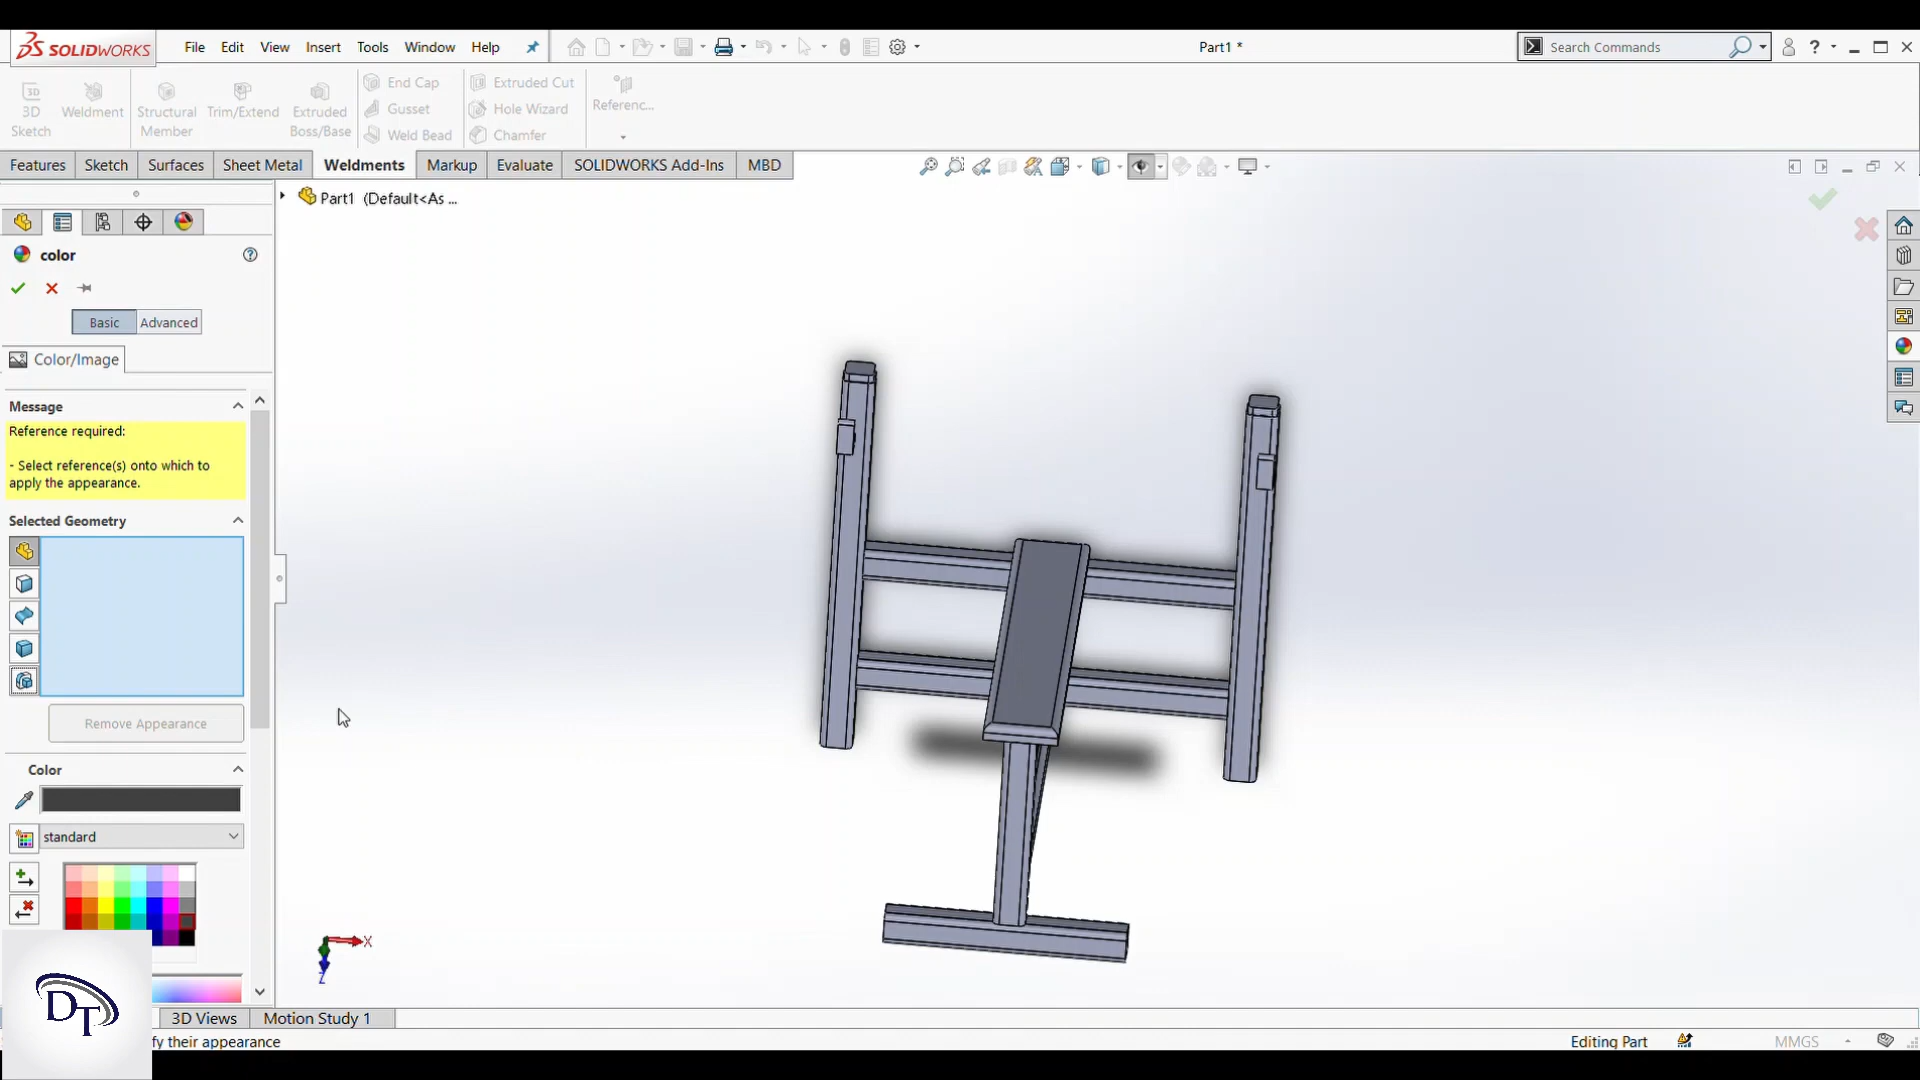 SOLIDWORKS File Edit View Insert Tools Window Help Part1 * Search Commands ?
3D Sketch Weldment Structural Member Trim/Extend Extruded Boss/Base End Cap Gusset Weld Bead Extruded Cut Hole Wizard Chamfer Referenc...
Features Sketch Surfaces Sheet Metal Weldments Markup Evaluate SOLIDWORKS Add-Ins MBD
Part1 (Default<As ...
color
Basic Advanced
Color/Image
Message
Reference required:
- Select reference(s) onto which to
apply the appearance.
Selected Geometry
Remove Appearance
Color
standard
X
Z
DT
3D Views Motion Study 1
fy their appearance Editing Part MMGS